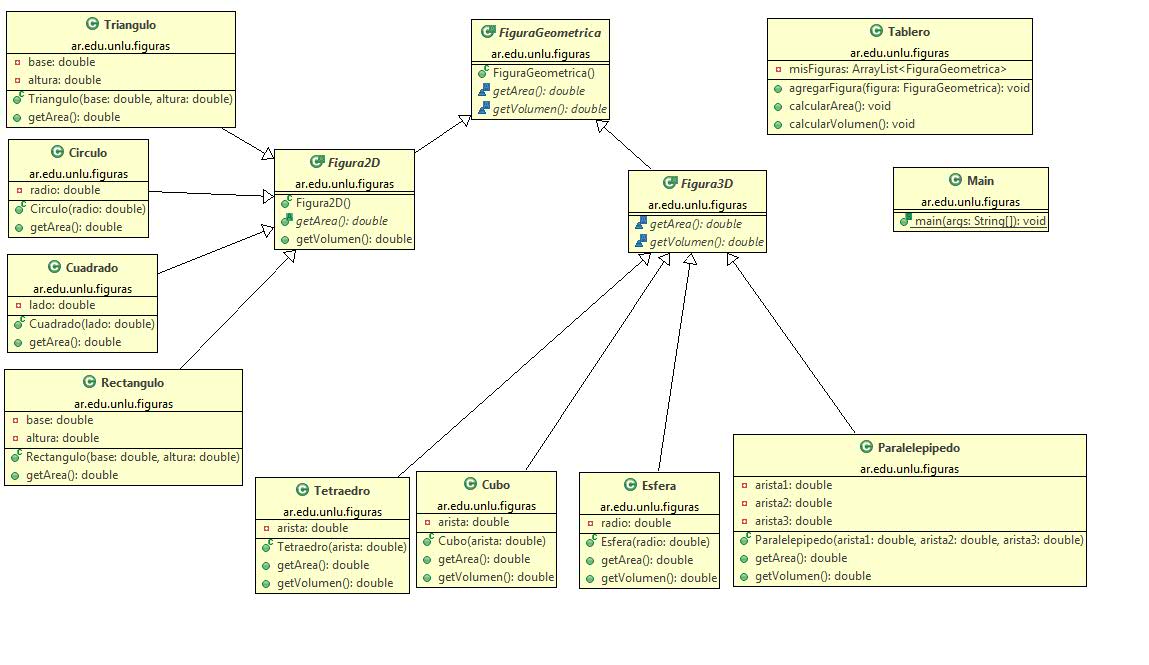 Triangulo
ar.edu.unlu.figuras
base: double
altura: double
Triangulo(base: double, altura: double)
getArea(): double
FiguraGeometrica
ar.edu.unlu.figuras
FiguraGeometrica()
getArea(): double
getVolumen(): double
Tablero
ar.edu.unlu.figuras
misFiguras: ArrayList<FiguraGeometrica>
agregarFigura(figura: FiguraGeometrica): void
calcularArea(): void
calcularVolumen(): void
Circulo
ar.edu.unlu.figuras
radio: double
Circulo(radio: double)
getArea(): double
Figura2D
ar.edu.unlu.figuras
Figura2D()
getArea(): double
getVolumen(): double
Figura3D
ar.edu.unlu.figuras
getArea(): double
getVolumen(): double
Main
ar.edu.unlu.figuras
main(args: String[]): void
Cuadrado
ar.edu.unlu.figuras
lado: double
Cuadrado(lado: double)
getArea(): double
Rectangulo
ar.edu.unlu.figuras
base: double
altura: double
Rectangulo(base: double, altura: double)
getArea(): double
Tetraedro
ar.edu.unlu.figuras
arista: double
Tetraedro(arista: double)
getArea(): double
getVolumen(): double
Cubo
ar.edu.unlu.figuras
arista: double
Cubo(arista: double)
getArea(): double
getVolumen(): double
Esfera
ar.edu.unlu.figuras
radio: double
Esfera(radio: double)
getArea(): double
getVolumen(): double
Paralelepipedo
ar.edu.unlu.figuras
arista1: double
arista2: double
arista3: double
Paralelepipedo(arista1: double, arista2: double, arista3: double)
getArea(): double
getVolumen(): double